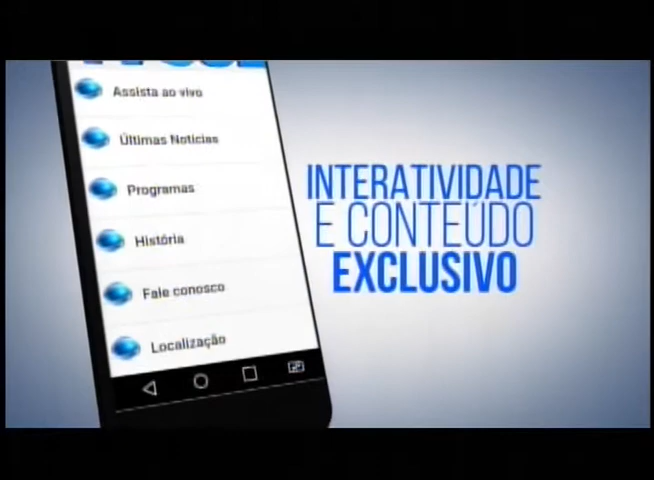 Assista ao vivo
Últimas Notícias
Programas
História
Fale conosco
Localização
INTERATIVIDADE
E CONTEÚDO
EXCLUSIVO